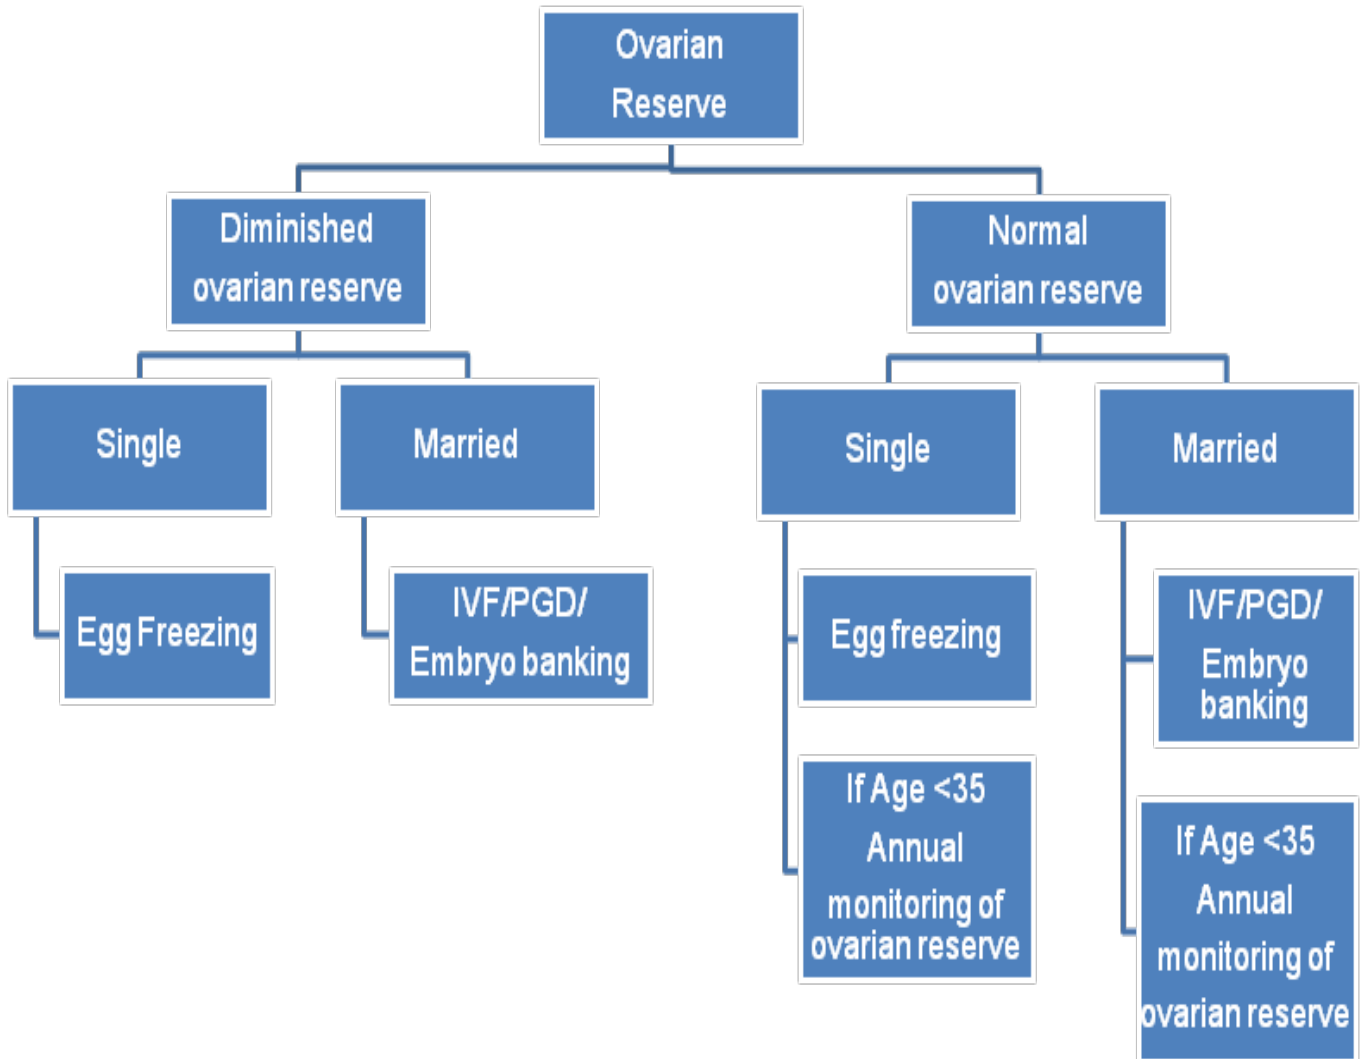 Ovarian
Reserve
Diminished
ovarian reserve
Normal
ovarian reserve
Single
Married
Single
Married
Egg Freezing
IVF/PGD/
Embryo banking
Egg freezing
IVF/PGD/
Embryo
banking
If Age <35
Annual
monitoring of
ovarian reserve
If Age <35
Annual
monitoring of
ovarian reserve